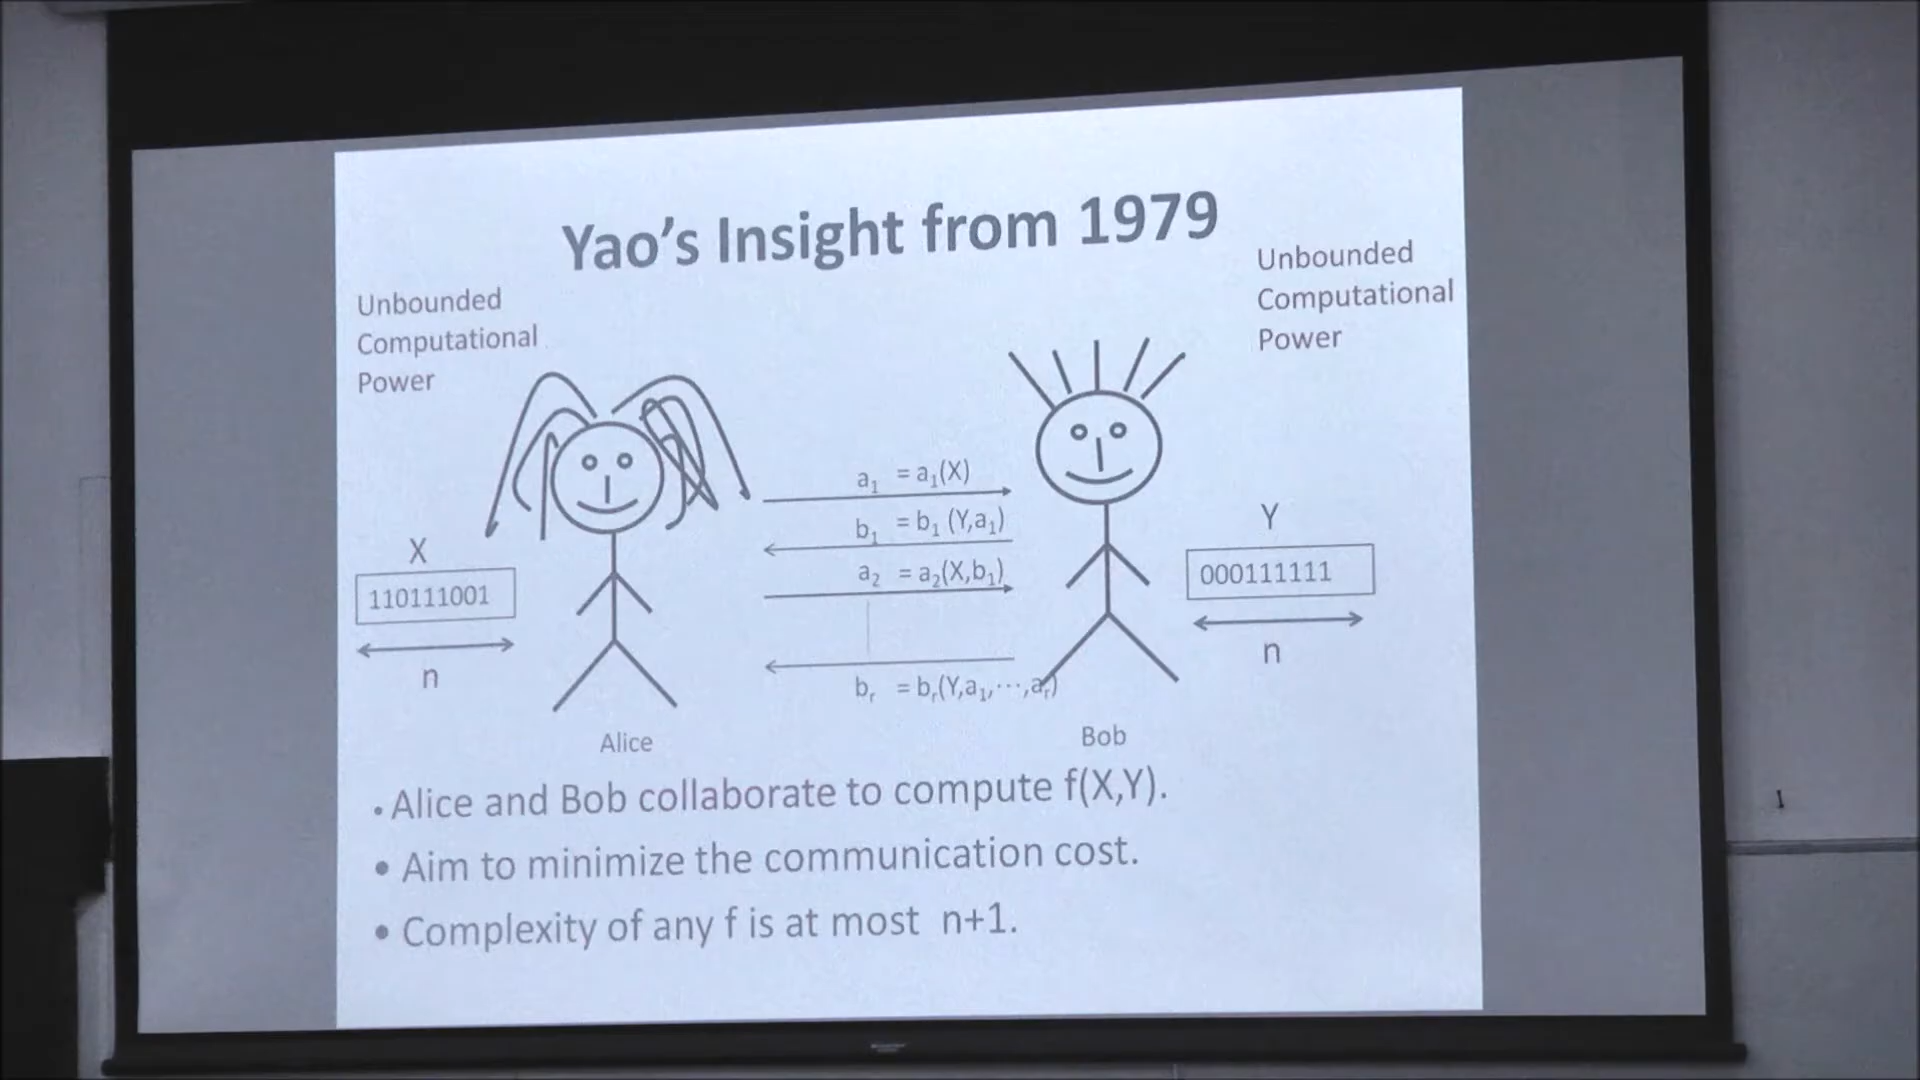 Yao's Insight from 1979
Unbounded
Computational
Power
Unbounded
Computational
Power
a₁ = a₁(X)
b₁ = b₁ (Y,a₁)
a₂ = a₂(X,b₁)
bᵣ = bᵣ(Y,a₁,⋯,aᵣ)
X
110111001
n
Y
000111111
n
Alice
Bob
• Alice and Bob collaborate to compute f(X,Y).
• Aim to minimize the communication cost.
• Complexity of any f is at most n+1.